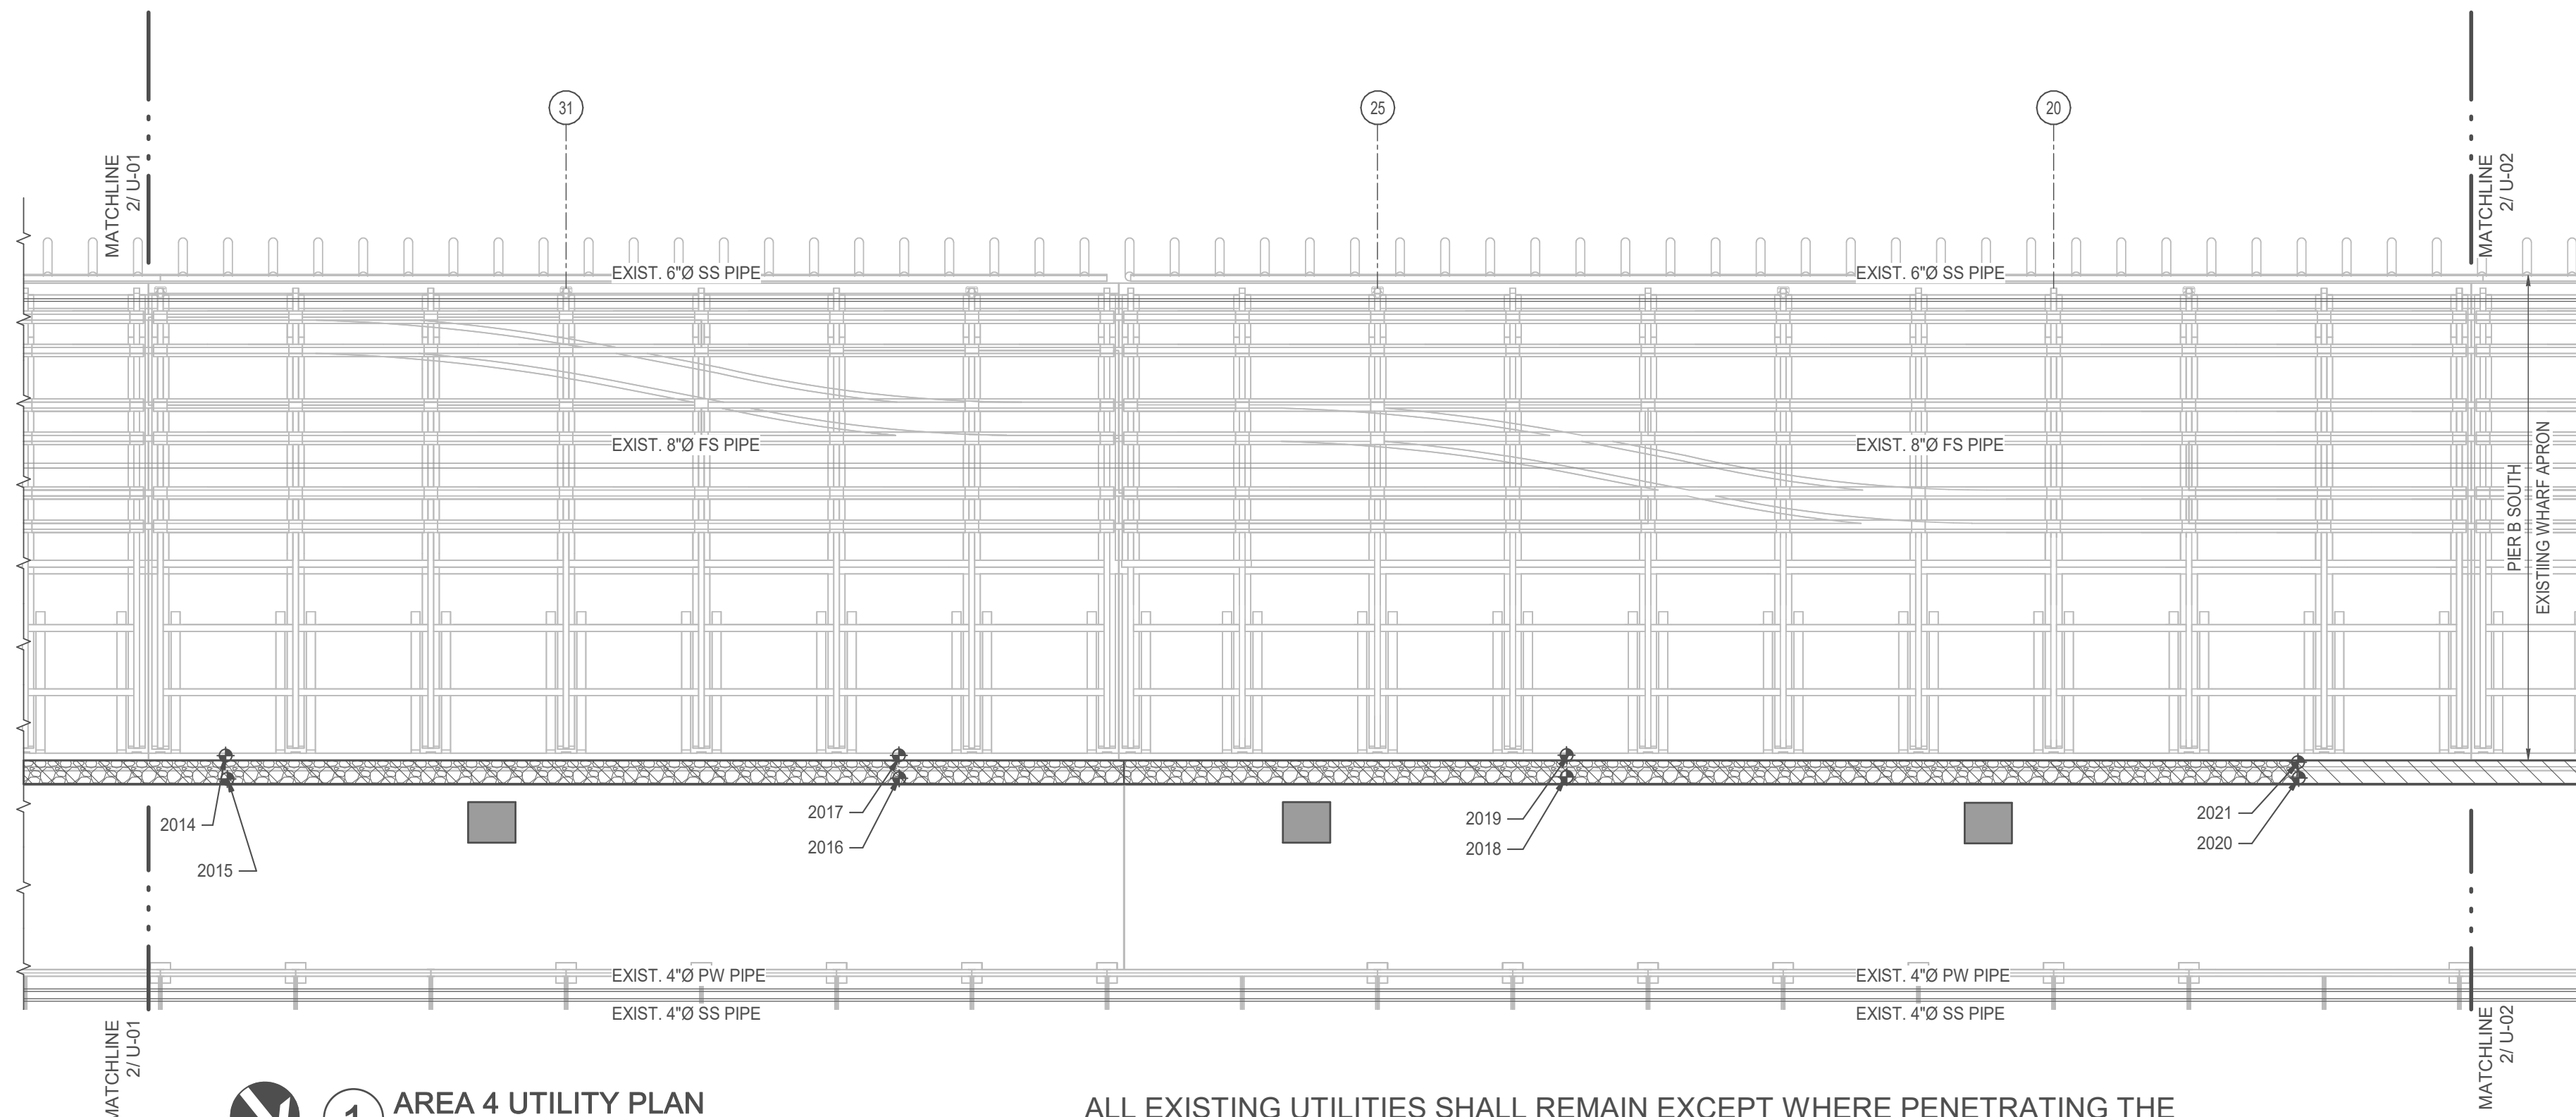 31
25
20
MATCHLINE
2/ U-01
MATCHLINE
2/ U-02
EXIST. 6"Ø SS PIPE
EXIST. 6"Ø SS PIPE
EXIST. 8"Ø FS PIPE
EXIST. 8"Ø FS PIPE
PIER B SOUTH
EXISTIING WHARF APRON
2014
2015
2017
2016
2019
2018
2021
2020
EXIST. 4"Ø PW PIPE
EXIST. 4"Ø PW PIPE
EXIST. 4"Ø SS PIPE
EXIST. 4"Ø SS PIPE
MATCHLINE
2/ U-01
MATCHLINE
2/ U-02
1
AREA 4 UTILITY PLAN
ALL EXISTING UTILITIES SHALL REMAIN EXCEPT WHERE PENETRATING THE